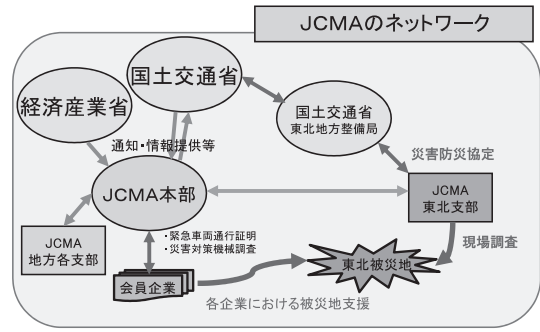 JCMAのネットワーク
国土交通省
経済産業省
国土交通省
東北地方整備局
通知・情報提供等
災害防災協定
JCMA本部
JCMA
東北支部
・緊急車両通行証明
・災害対策機械調査
JCMA
地方各支部
現場調査
東北被災地
会員企業
各企業における被災地支援